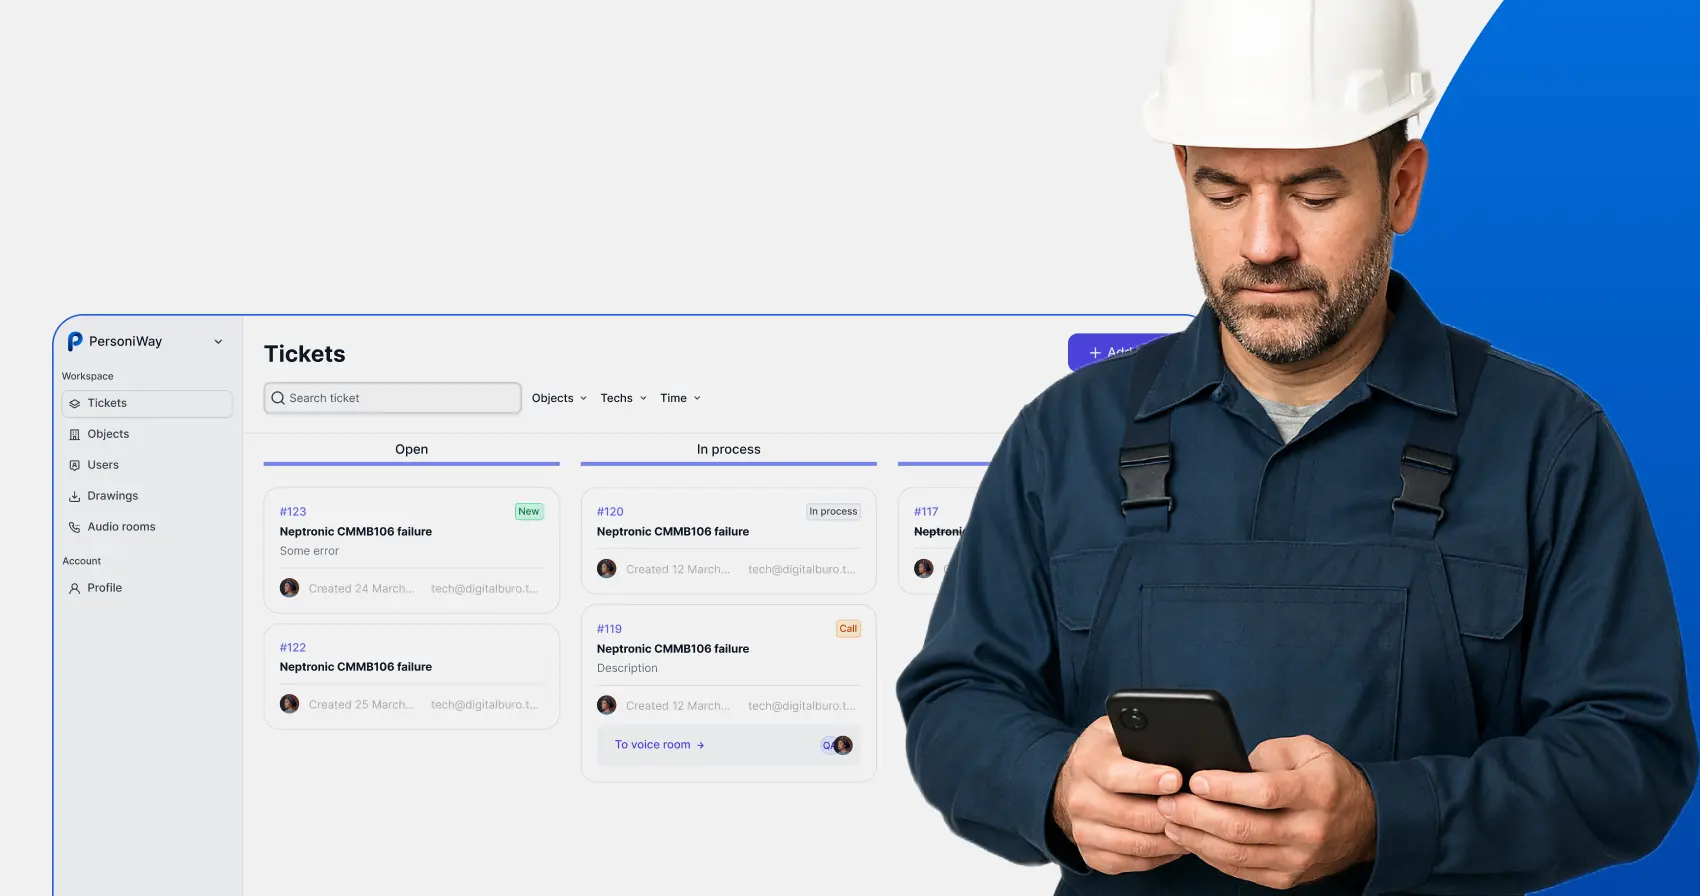 PersoniWay
Workspace
Tickets
Objects
Users
Drawings
Audio rooms
Account
Profile
Tickets
Search ticket
Objects
Techs
Time
+ Add
Open
#123
New
Neptronic CMMB106 failure
Some error
Created 24 March...
tech@digitalburo.t...
#122
Neptronic CMMB106 failure
Created 25 March...
tech@digitalburo.t...
In process
#120
In process
Neptronic CMMB106 failure
Created 12 March...
tech@digitalburo.t...
#119
Call
Neptronic CMMB106 failure
Description
Created 12 March...
tech@digitalburo.t...
To voice room →
#117